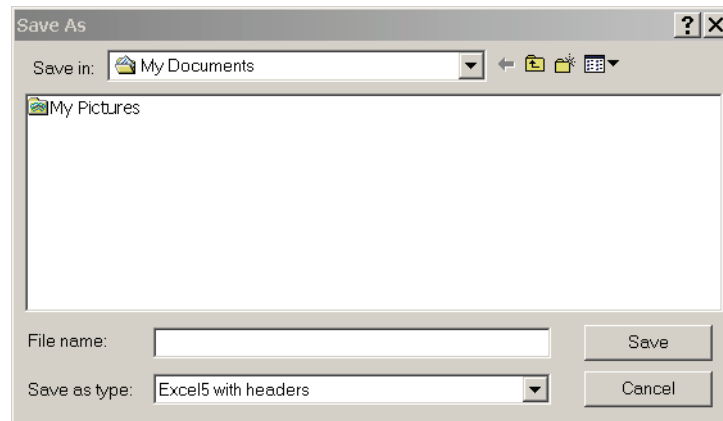 Save As
Save in: My Documents
My Pictures
File name: Save
Save as type: Excel5 with headers Cancel